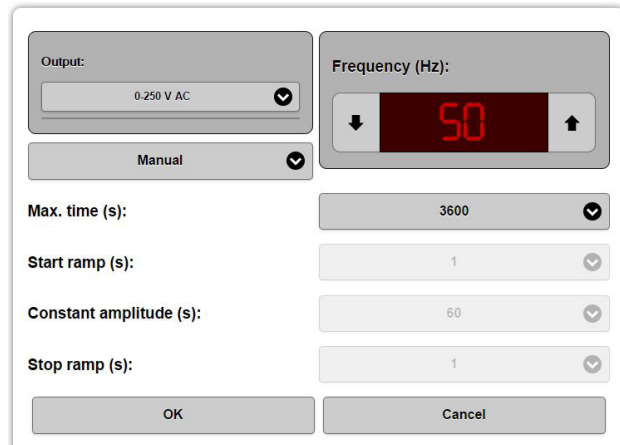 Output:
0-250 V AC
Frequency (Hz):
50
Manual
Max. time (s):
3600
Start ramp (s):
1
Constant amplitude (s):
60
Stop ramp (s):
1
OK
Cancel